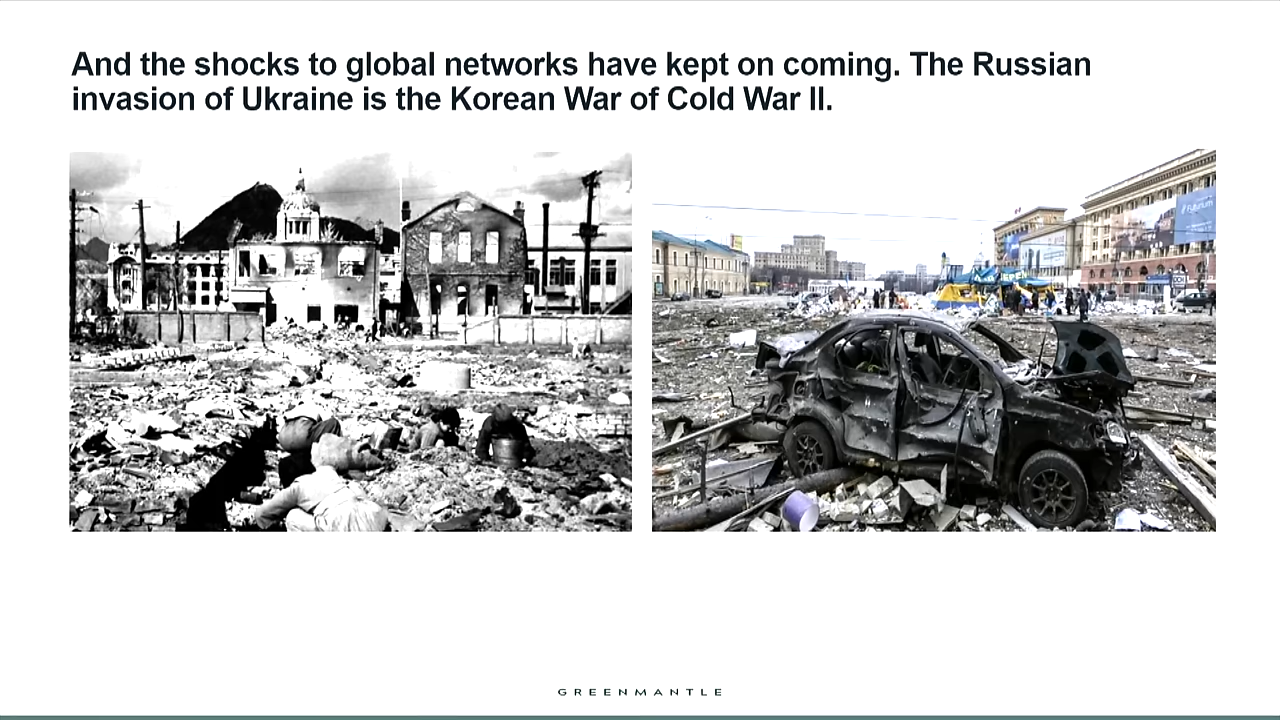 And the shocks to global networks have kept on coming. The Russian
invasion of Ukraine is the Korean War of Cold War II.
GREENMANTLE